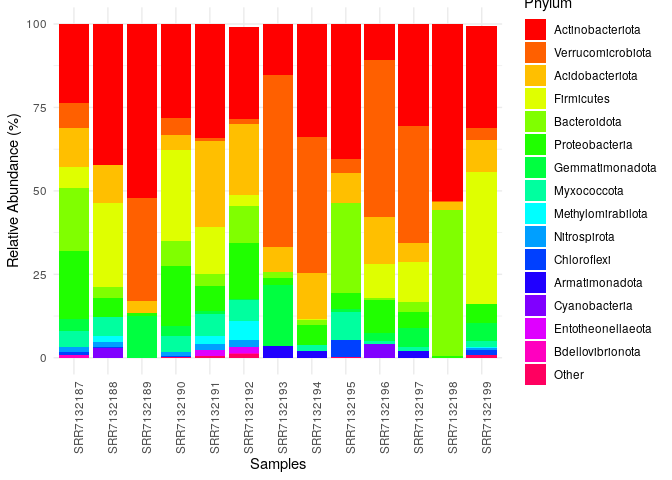 Phylum
Actinobacteriota
Verrucomicrobiota
Acidobacteriota
Firmicutes
Bacteroidota
Proteobacteria
Gemmatimonadota
Myxococcota
Methylomirabilota
Nitrospirota
Chloroflexi
Armatimonadota
Cyanobacteria
Entotheonellaeota
Bdellovibrionota
Other
Relative Abundance (%)
100
75
50
25
0
SRR7132187
SRR7132188
SRR7132189
SRR7132190
SRR7132191
SRR7132192
SRR7132193
SRR7132194
SRR7132195
SRR7132196
SRR7132197
SRR7132198
SRR7132199
Samples